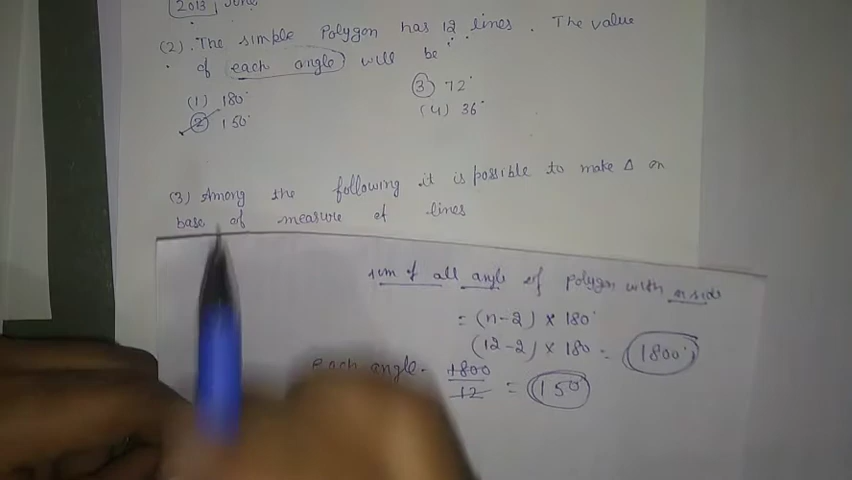 2013, June
(2). The simple Polygon has 12 lines. The value
of each angle will be
(1) 180°
(3) 72°
(2) 150°
(4) 36°
(3) Among the following it is possible to make Δ on
base of measure of lines
sum of all angle of Polygon with n side
= (n-2) × 180°
(12-2) × 180 = 1800°
each angle = 1800/12 = 150°